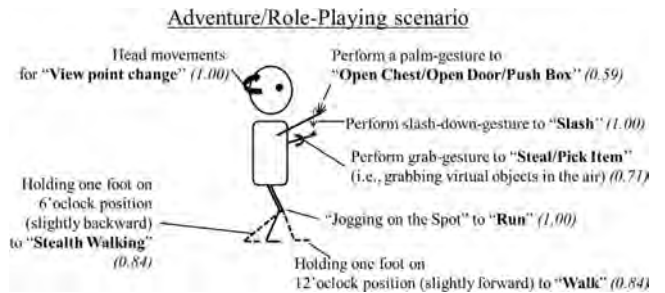 Adventure/Role-Playing scenario
Head movements
for “View point change” (1.00)
Perform a palm-gesture to
“Open Chest/Open Door/Push Box” (0.59)
Perform slash-down-gesture to “Slash” (1.00)
Perform grab-gesture to “Steal/Pick Item”
(i.e., grabbing virtual objects in the air) (0.71)
Holding one foot on
6’oclock position
(slightly backward)
to “Stealth Walking”
(0.84)
“Jogging on the Spot” to “Run” (1.00)
Holding one foot on
12’oclock position (slightly forward) to “Walk” (0.84)